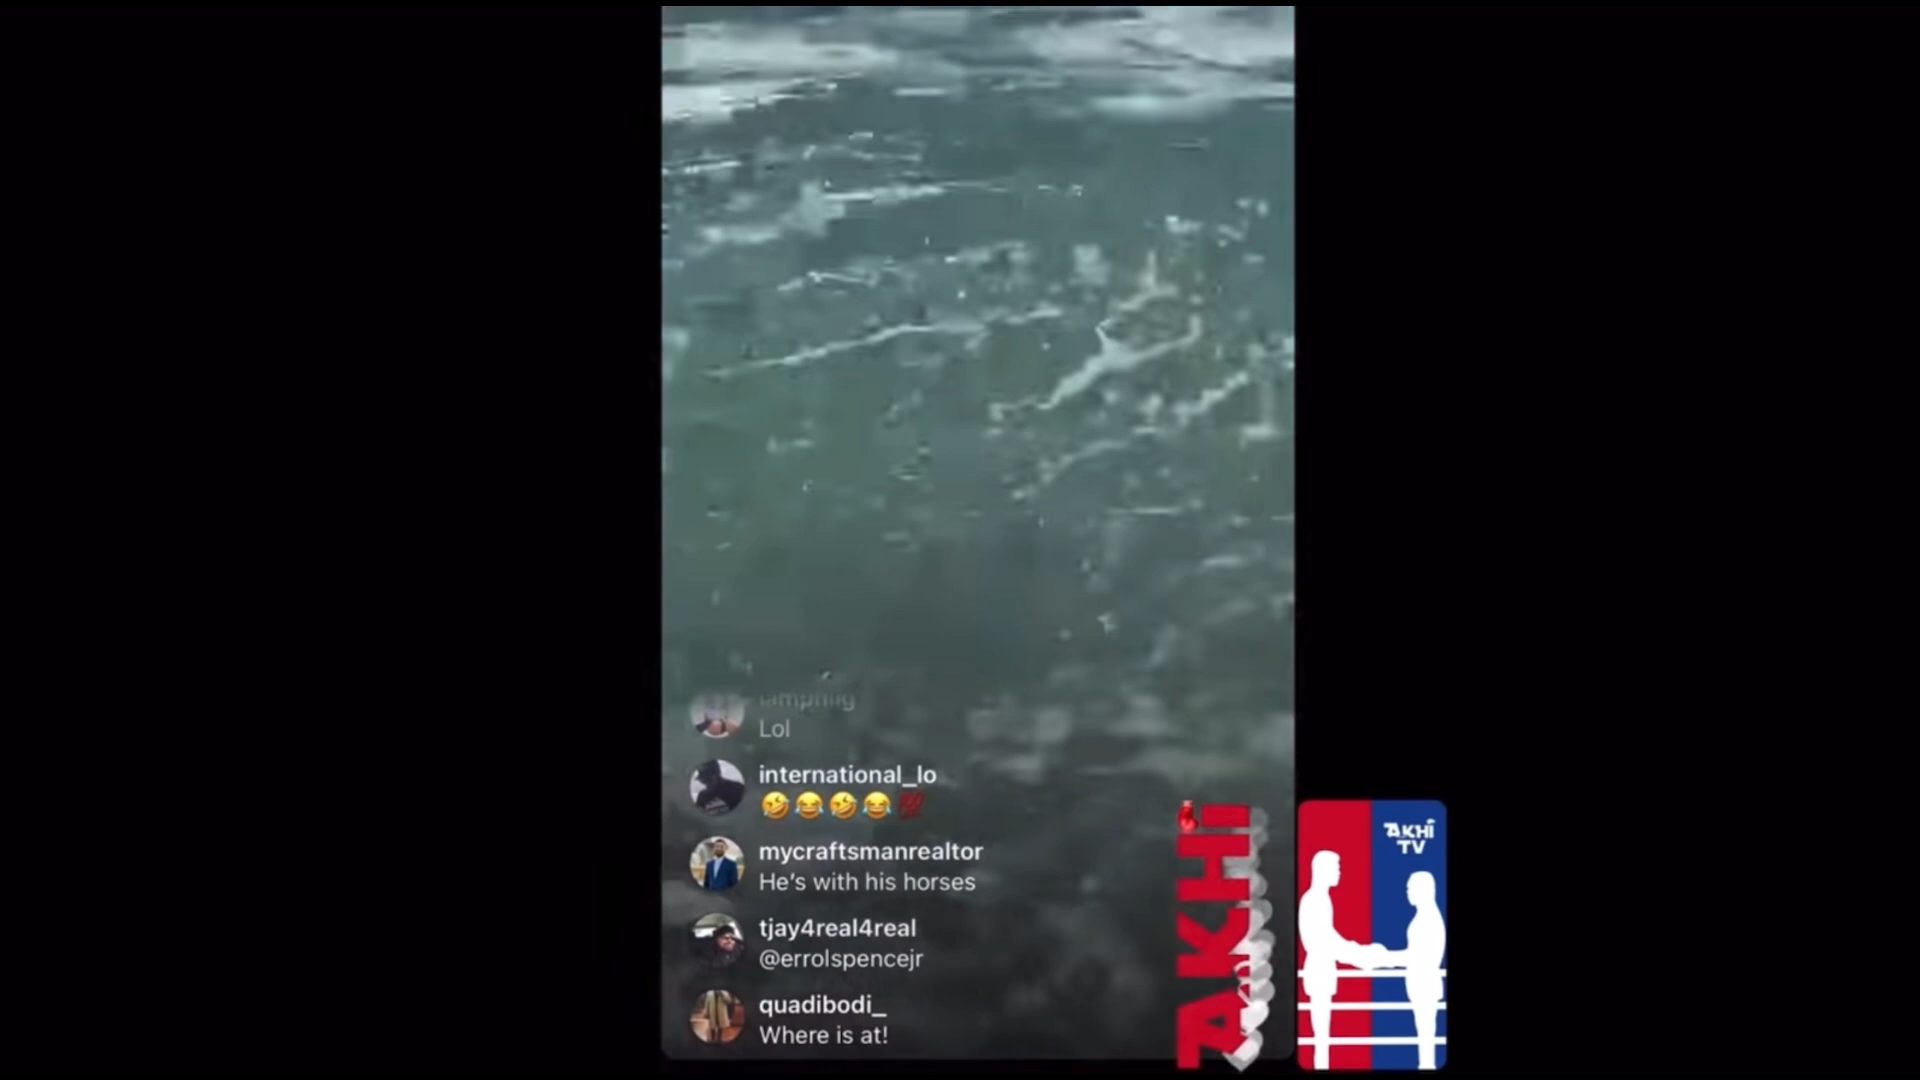 Lol
international_lo
🤣😂🤣😂💯
mycraftsmanrealtor
He's with his horses
tjay4real4real
@errolspencejr
quadibodi_
Where is at!
AKHI
AKHI
TV